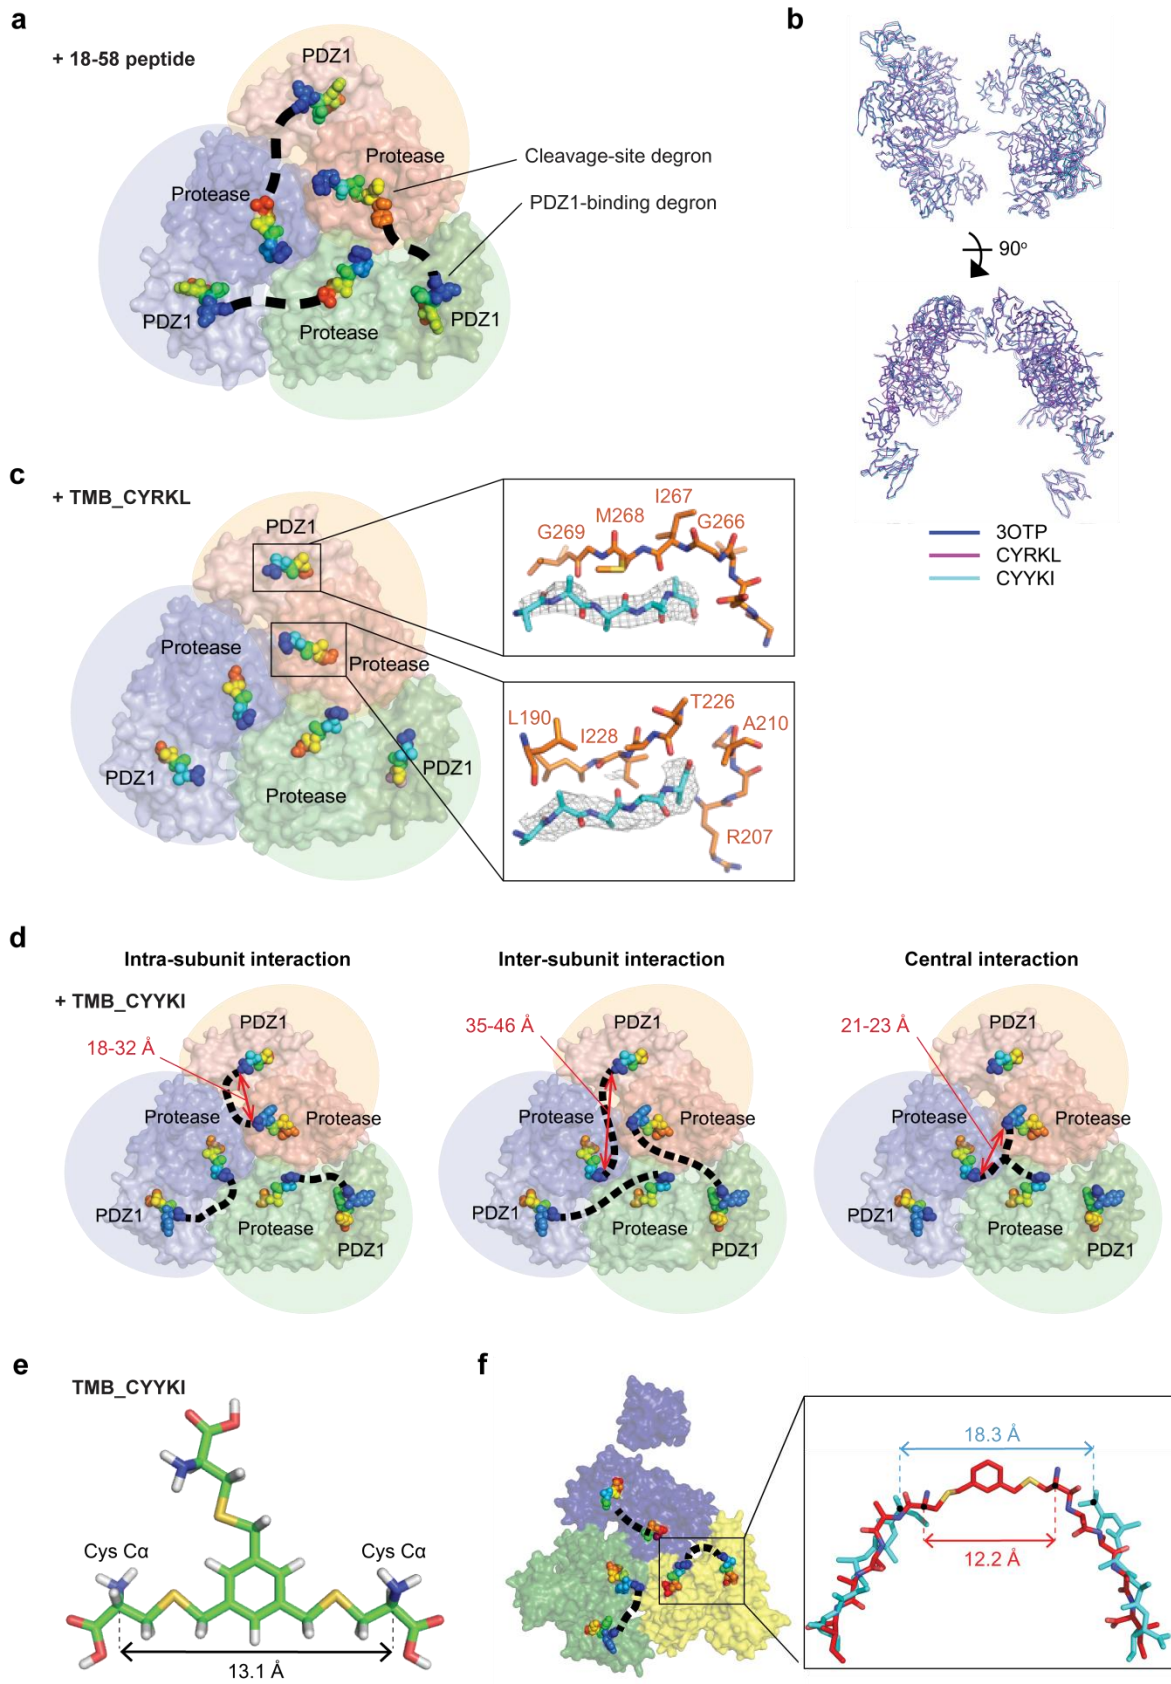 a
+ 18-58 peptide
PDZ1
Protease
Protease
Cleavage-site degron
PDZ1-binding degron
PDZ1
Protease
PDZ1
b
90°
3OTP
CYRKL
CYYKI
c
+ TMB_CYRKL
PDZ1
Protease
Protease
PDZ1
Protease
PDZ1
I267
M268
G269
G266
T226
L190
A210
I228
R207
d
Intra-subunit interaction
Inter-subunit interaction
Central interaction
+ TMB_CYYKI
PDZ1
18-32 Å
Protease
Protease
PDZ1
Protease
PDZ1
PDZ1
35-46 Å
Protease
Protease
PDZ1
Protease
PDZ1
PDZ1
21-23 Å
Protease
Protease
PDZ1
Protease
PDZ1
e
TMB_CYYKI
Cys Cα
Cys Cα
13.1 Å
f
18.3 Å
12.2 Å